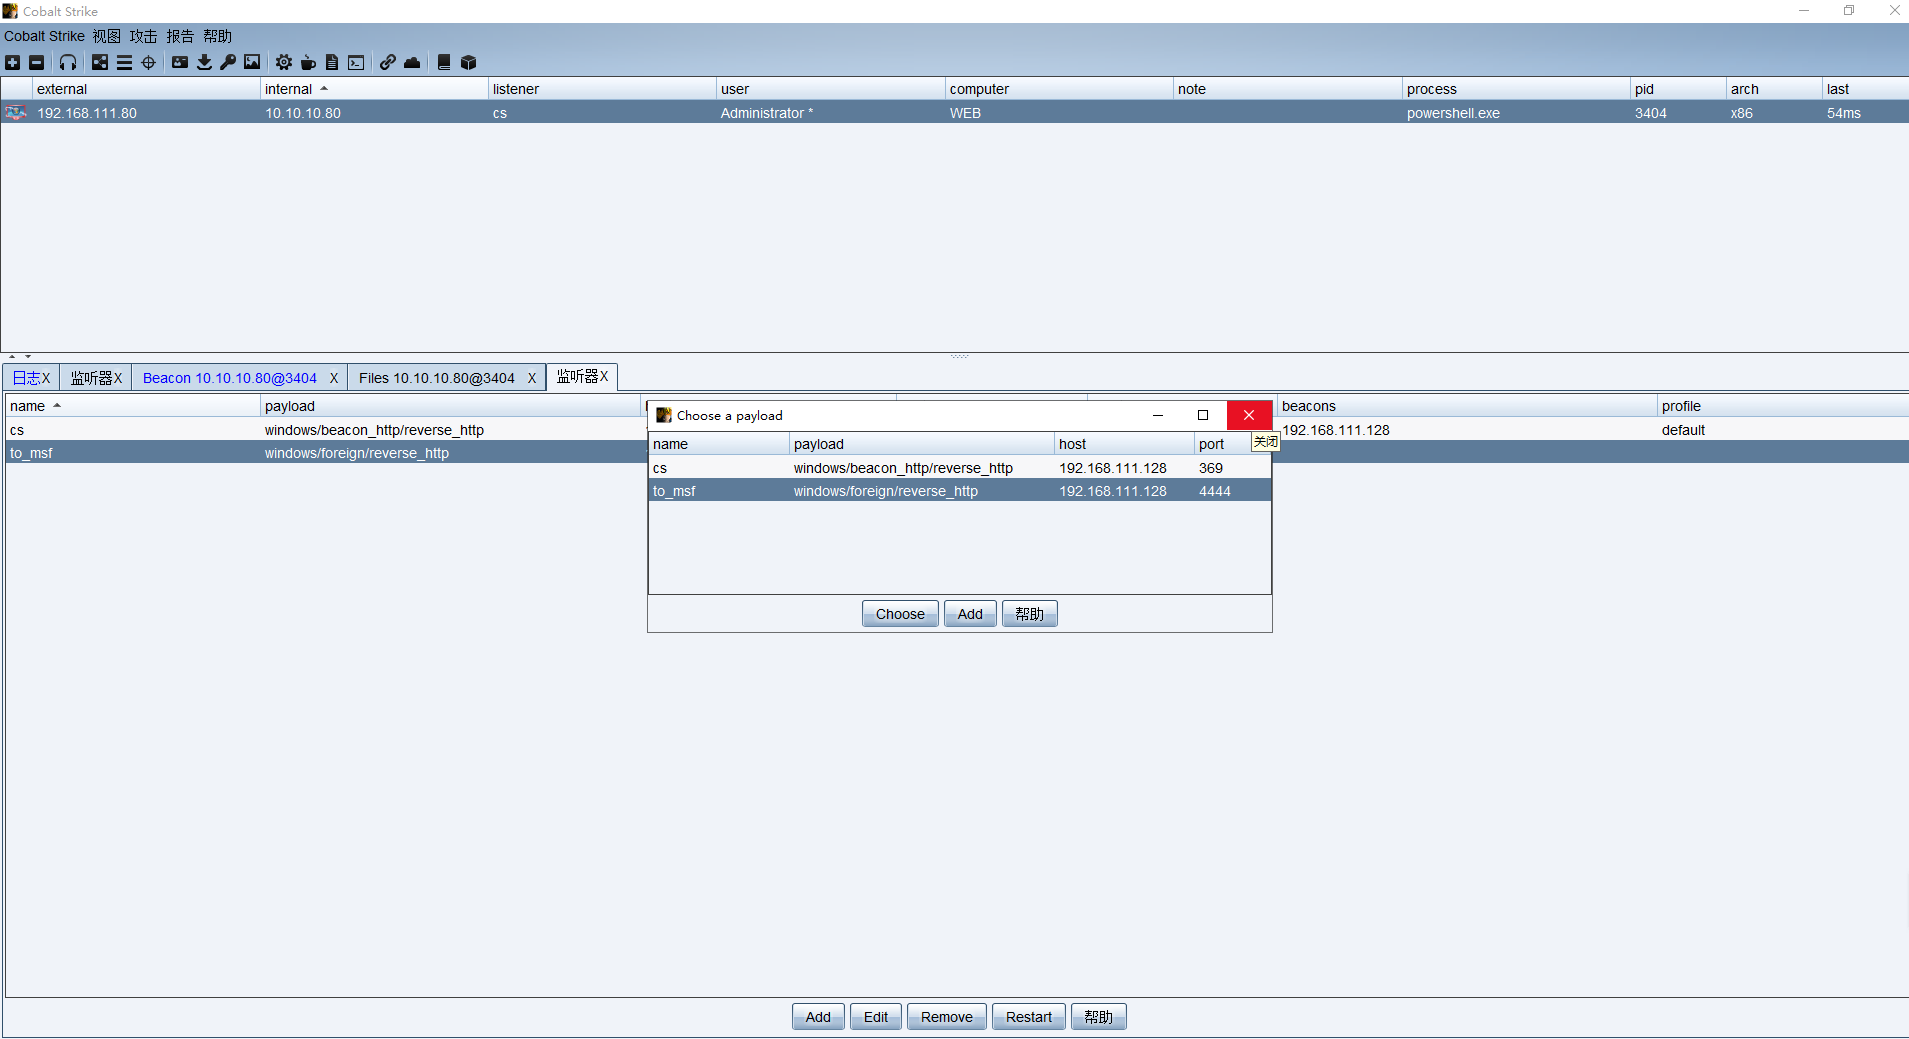 Cobalt Strike
Cobalt Strike 视图 攻击 报告 帮助
external internal listener user computer note process pid arch last
192.168.111.80 10.10.10.80 cs Administrator * WEB powershell.exe 3404 x86 54ms
日志X 监听器X Beacon 10.10.10.80@3404 X Files 10.10.10.80@3404 X 监听器X
name payload beacons profile
cs windows/beacon_http/reverse_http 192.168.111.128 default
to_msf windows/foreign/reverse_http
Choose a payload
关闭
name payload host port
cs windows/beacon_http/reverse_http 192.168.111.128 369
to_msf windows/foreign/reverse_http 192.168.111.128 4444
Choose Add 帮助
Add Edit Remove Restart 帮助